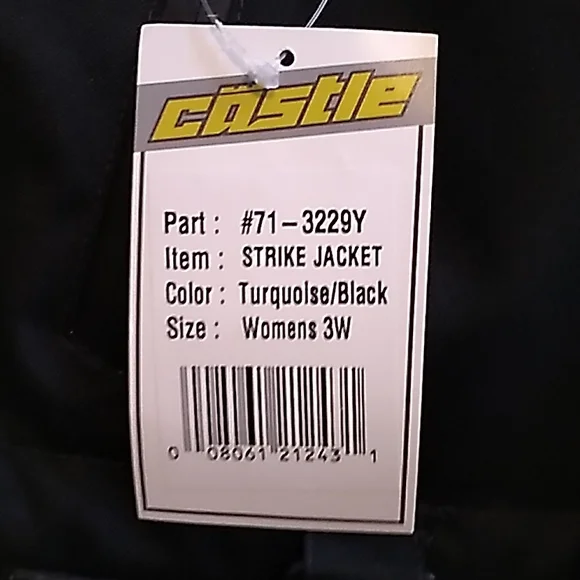 castle
Part : #71-3229Y
Item : STRIKE JACKET
Color : Turquoise/Black
Size : Womens 3W
0 08061 21243 1